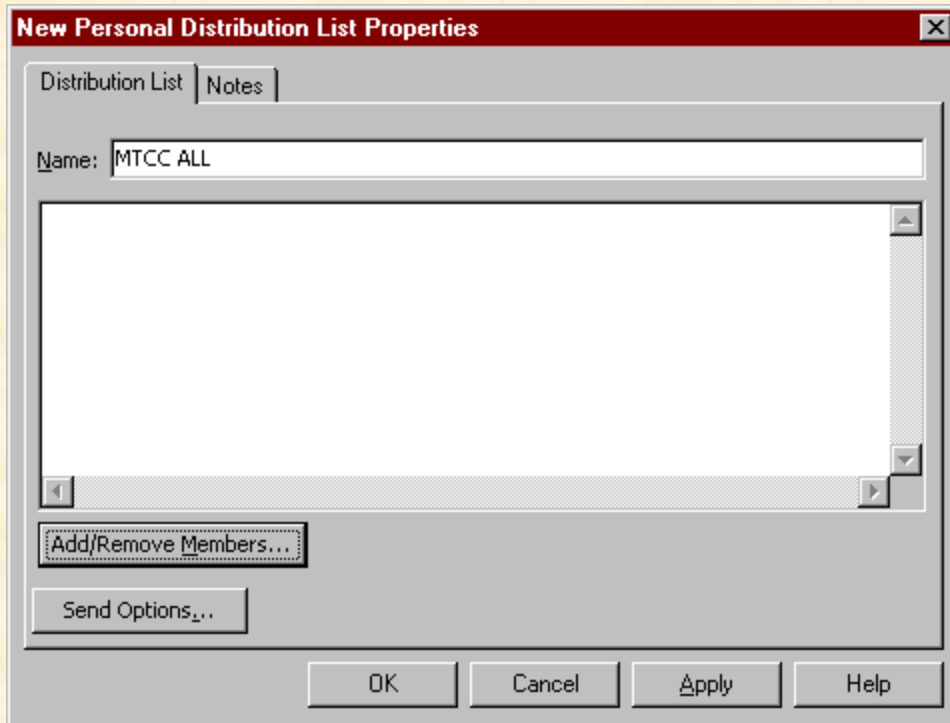 New Personal Distribution List Properties
Distribution List Notes
Name: MTCC ALL
Add/Remove Members...
Send Options...
OK Cancel Apply Help